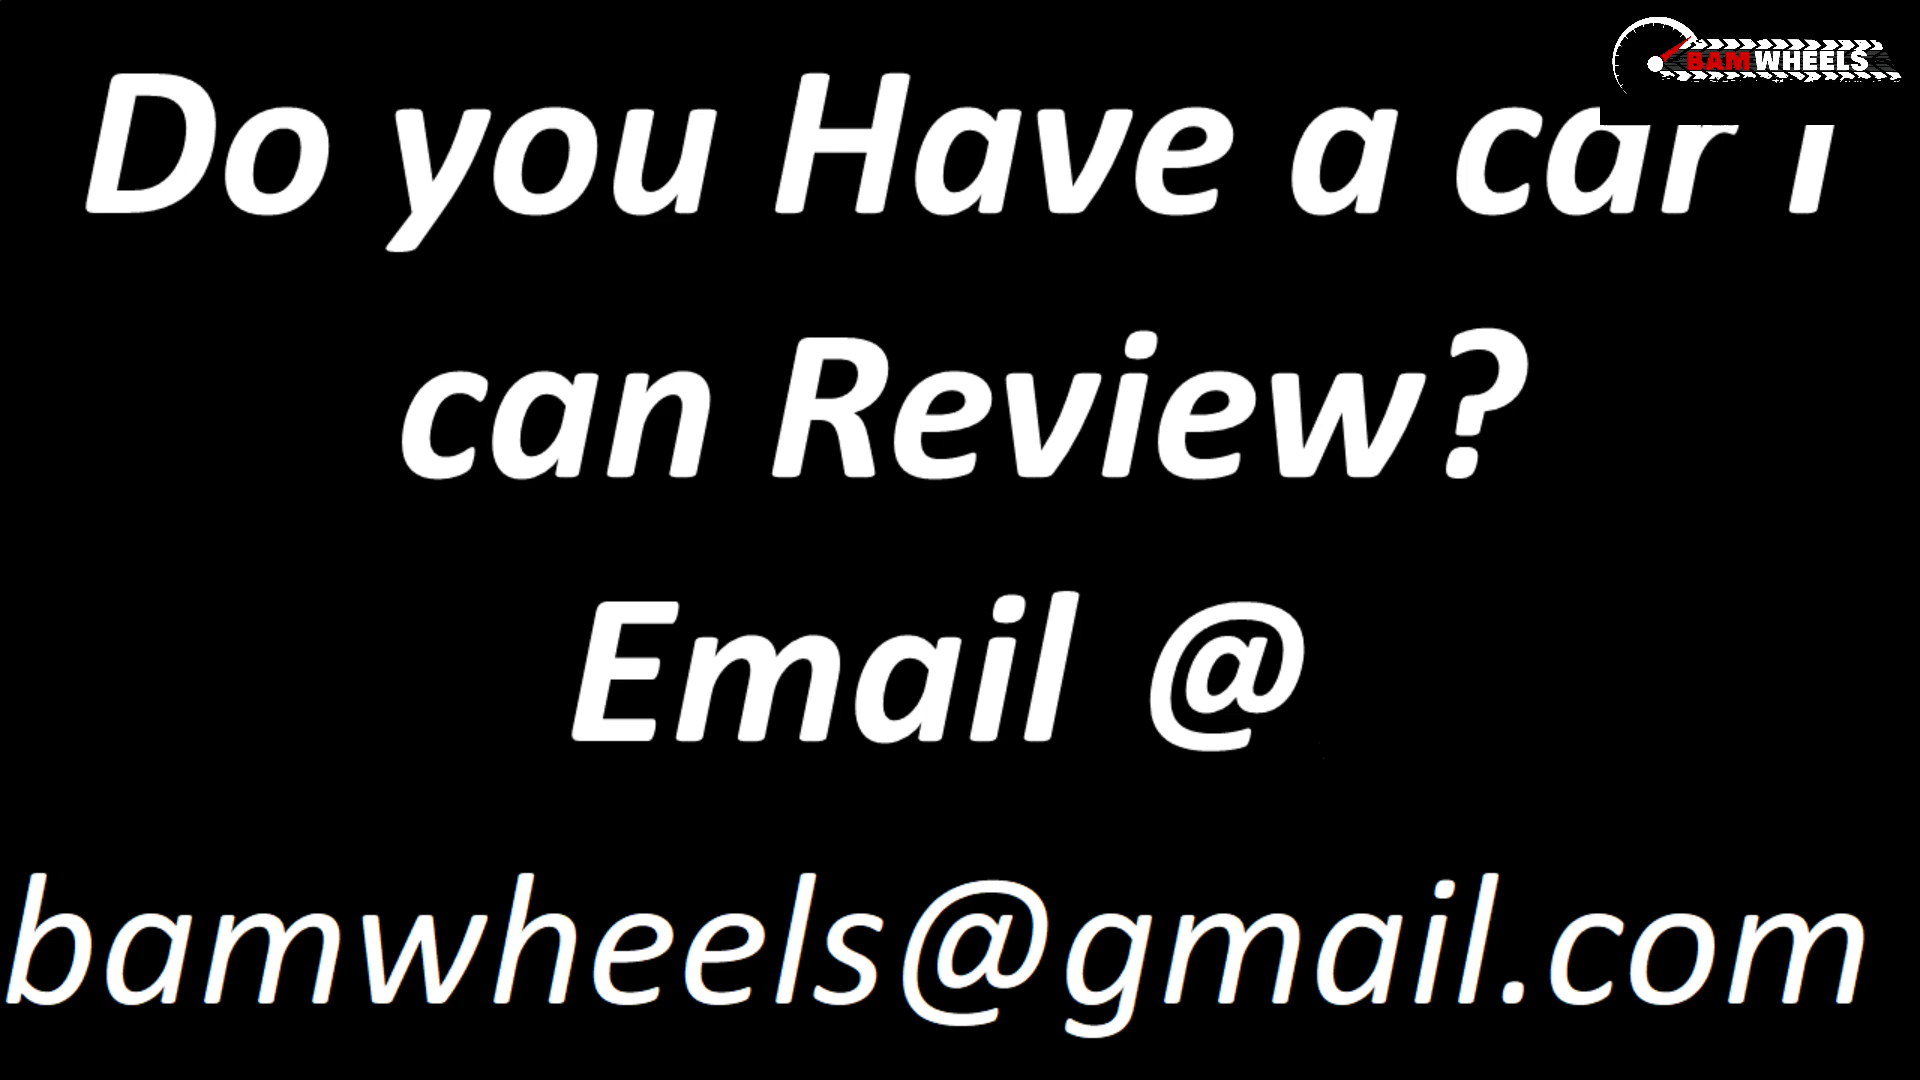 BAMWHEELS
Do you Have a car i
can Review?
Email @
bamwheels@gmail.com